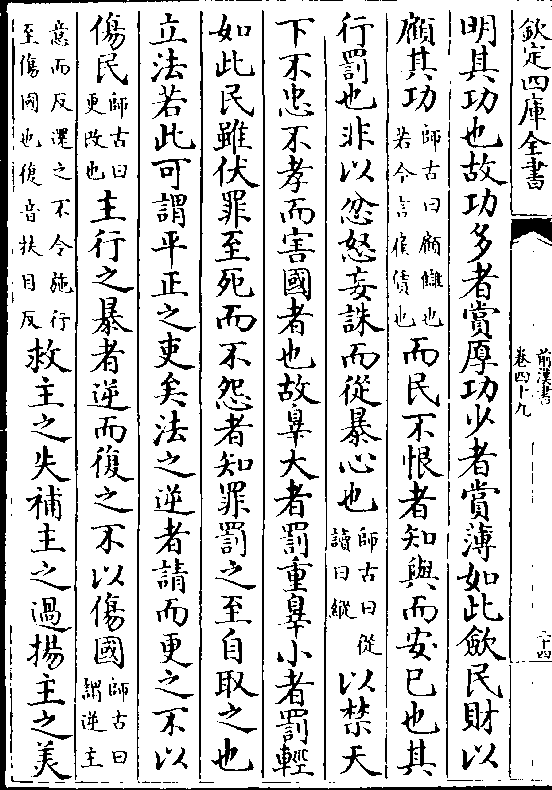 欽定四庫全書
前漢書
卷四十九
二十四
明其功也故功多者賞厚功少者賞薄如此斂民財以
顧其功師古曰顧讎也若今言雇債也而民不恨者知與而安已也其
行罰也非以忿怒妄誅而從暴心也師古曰從讀曰縱以禁天
下不忠不孝而害國者也故辠大者罰重辠小者罰輕
如此民雖伏罪至死而不怨者知罪罰之至自取之也
立法若此可謂平正之吏矣法之逆者請而更之不以
傷民師古曰更改也主行之暴者逆而復之不以傷國師古曰謂逆主
意而反還之不令施行至傷國也復音扶目反救主之失補主之過揚主之美